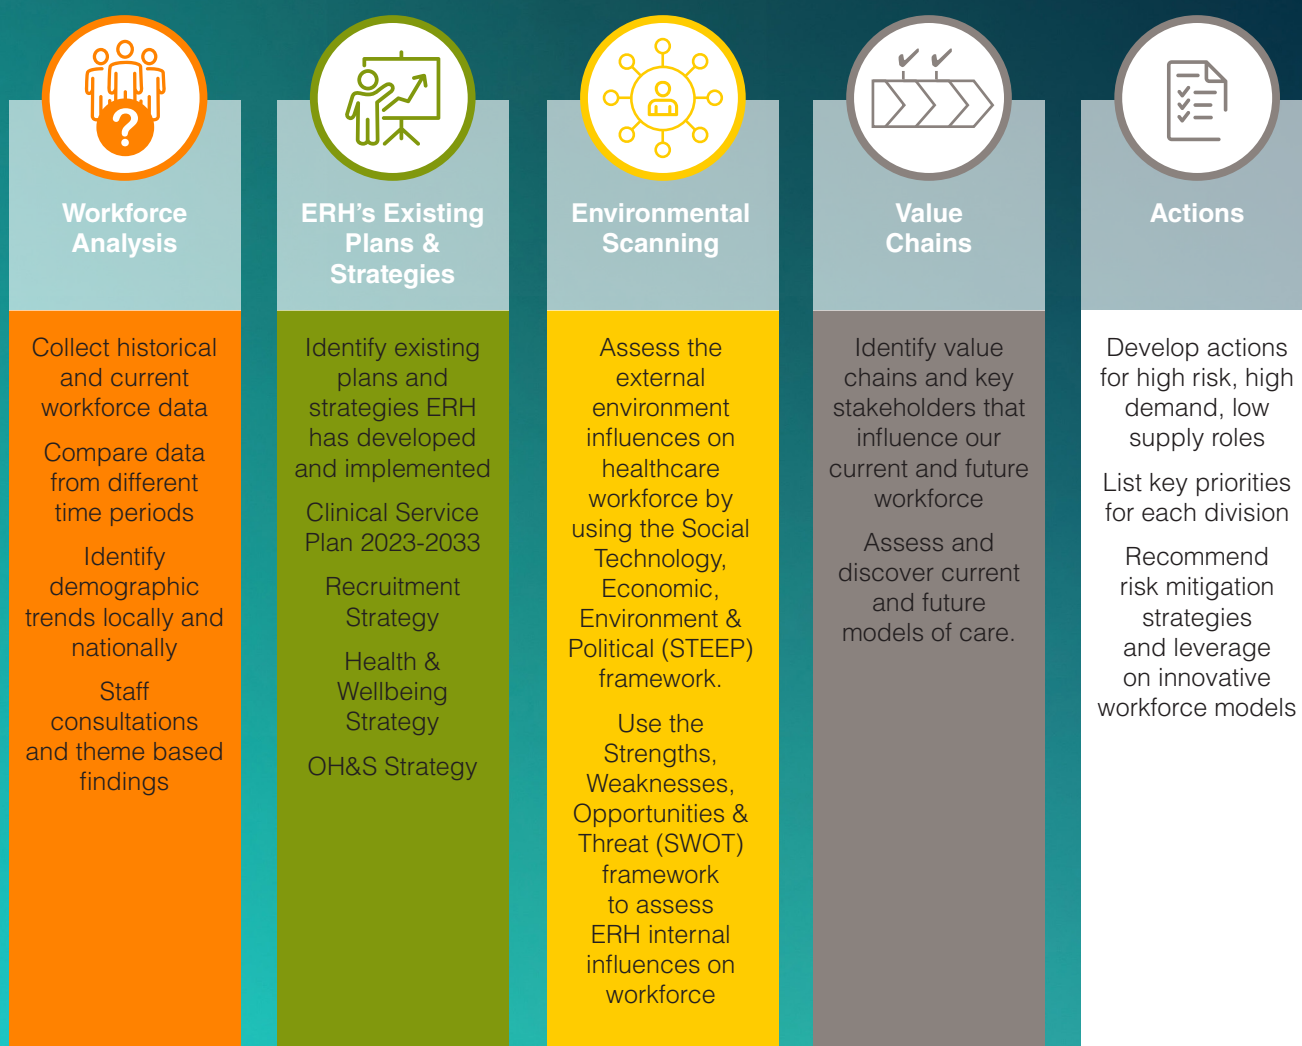 ?
Workforce
Analysis
Collect historical
and current
workforce data
Compare data
from different
time periods
Identify
demographic
trends locally and
nationally
Staff
consultations
and theme based
findings
ERH's Existing
Plans &
Strategies
Identify existing
plans and
strategies ERH
has developed
and implemented
Clinical Service
Plan 2023-2033
Recruitment
Strategy
Health &
Wellbeing
Strategy
OH&S Strategy
Environmental
Scanning
Assess the
external
environment
influences on
healthcare
workforce by
using the Social
Technology,
Economic,
Environment &
Political (STEEP)
framework.
Use the
Strengths,
Weaknesses,
Opportunities &
Threat (SWOT)
framework
to assess
ERH internal
influences on
workforce
Value
Chains
Identify value
chains and key
stakeholders that
influence our
current and future
workforce
Assess and
discover current
and future
models of care.
Actions
Develop actions
for high risk, high
demand, low
supply roles
List key priorities
for each division
Recommend
risk mitigation
strategies
and leverage
on innovative
workforce models